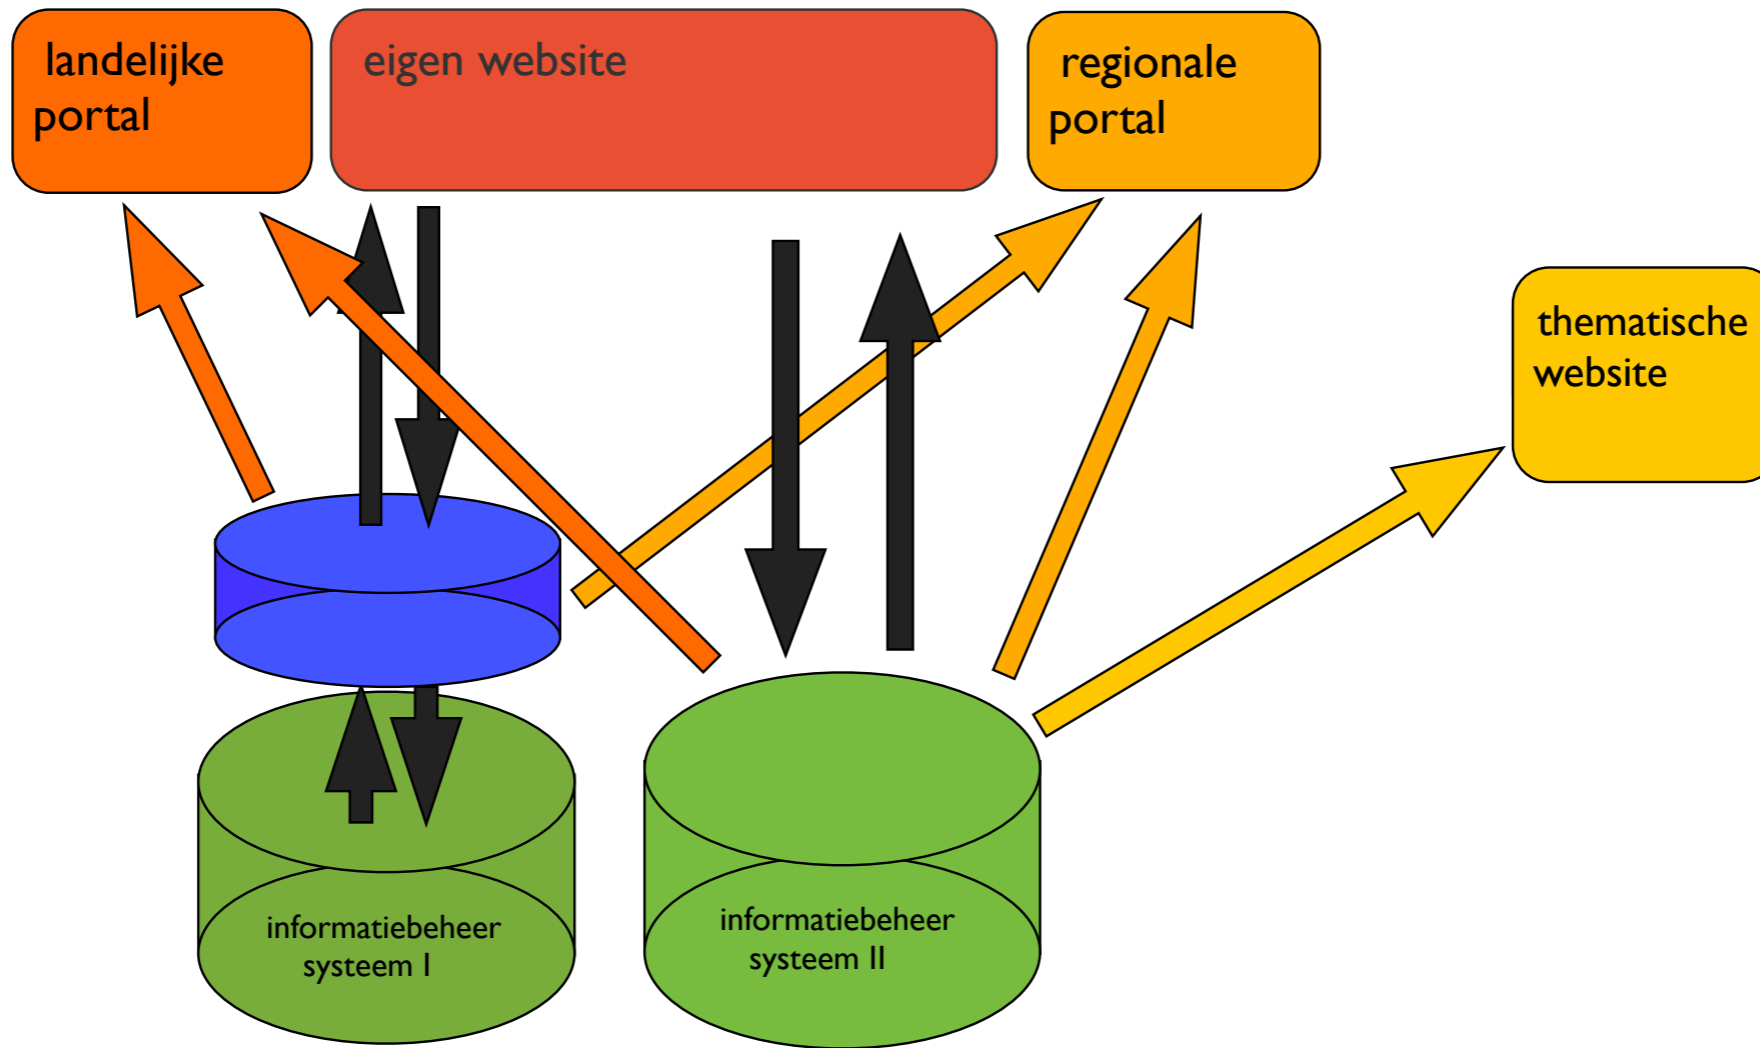 landelijke
portal
eigen website
regionale
portal
thematische
website
informatiebeheer
systeem I
informatiebeheer
systeem II